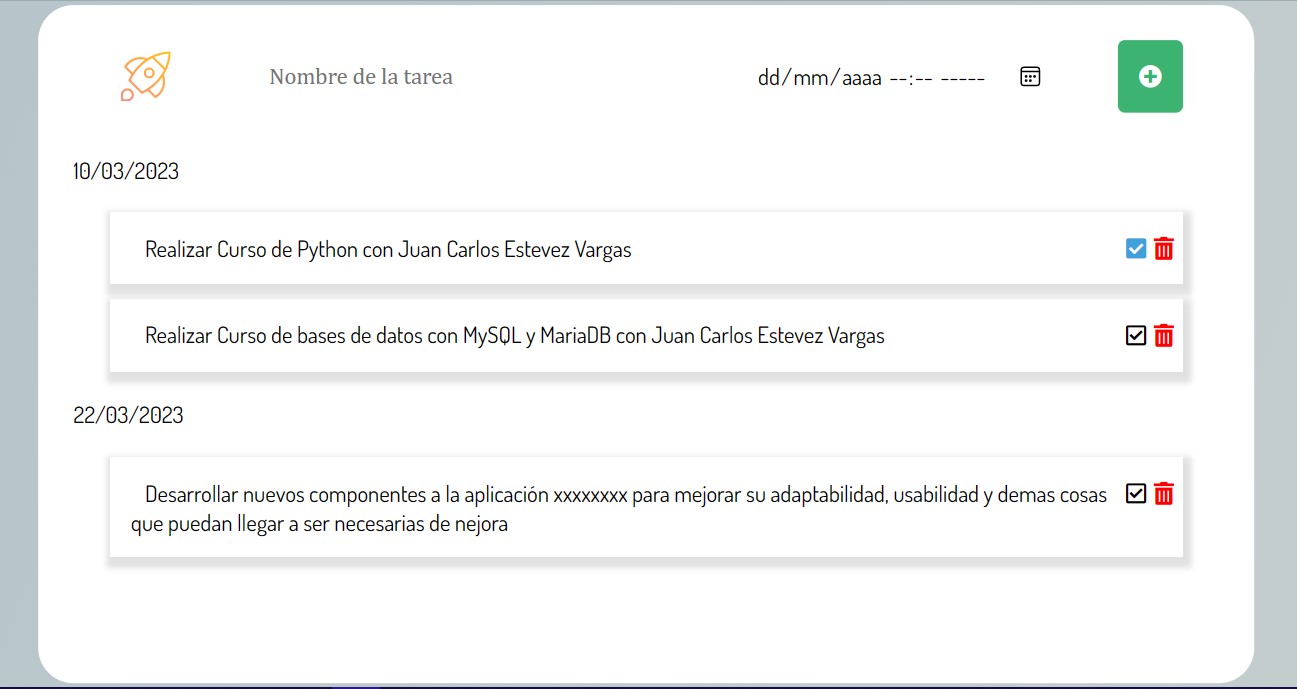 Nombre de la tarea
dd/mm/aaaa --:-- -----
10/03/2023
Realizar Curso de Python con Juan Carlos Estevez Vargas
Realizar Curso de bases de datos con MySQL y MariaDB con Juan Carlos Estevez Vargas
22/03/2023
Desarrollar nuevos componentes a la aplicación xxxxxxxx para mejorar su adaptabilidad, usabilidad y demas cosas
que puedan llegar a ser necesarias de nejora